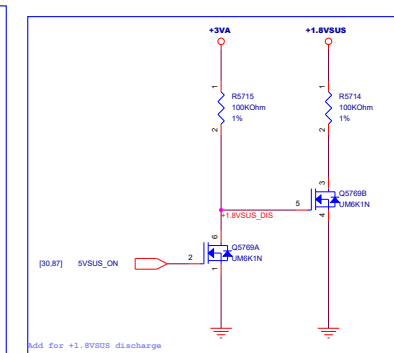 +3VA
+1.8VSUS
1
R5715
100KOhm
1%
2
1
R5714
100KOhm
1%
2
3
Q5769B
5
UM6K1N
4
+1.8VSUS_DIS
6
Q5769A
[30,87]
5VSUS_ON
2
UM6K1N
1
Add for +1.8VSUS discharge